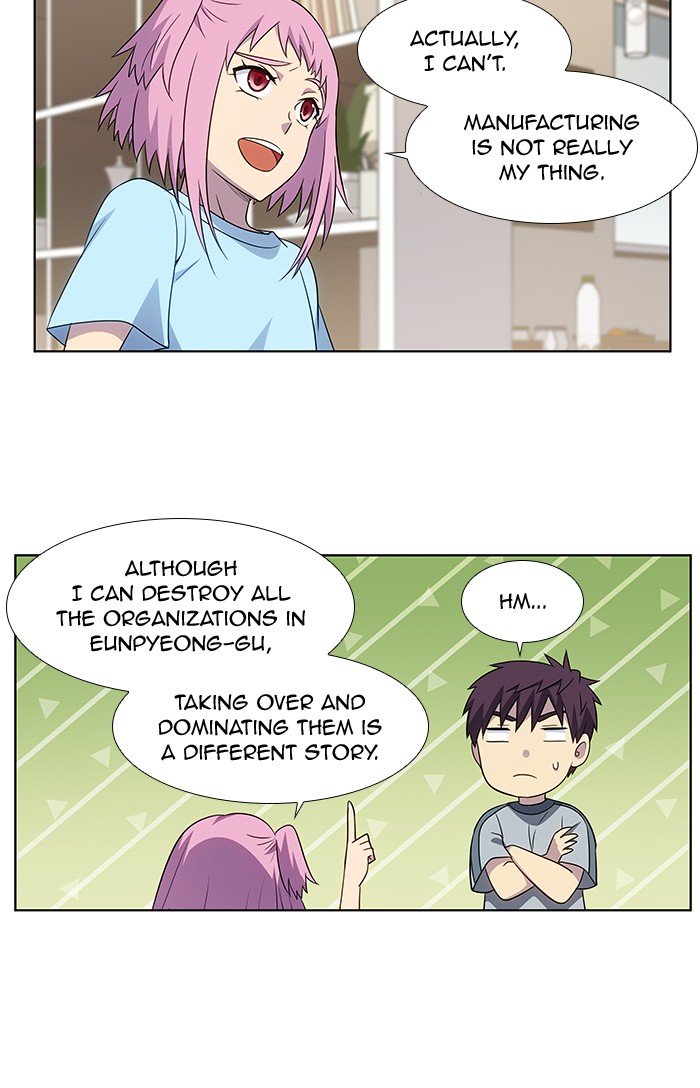 ACTUALLY,
I CAN'T.
MANUFACTURING
IS NOT REALLY
MY THING.
ALTHOUGH
I CAN DESTROY ALL
THE ORGANIZATIONS IN
EUNPYEONG-GU,
TAKING OVER AND
DOMINATING THEM IS
A DIFFERENT STORY.
HM...